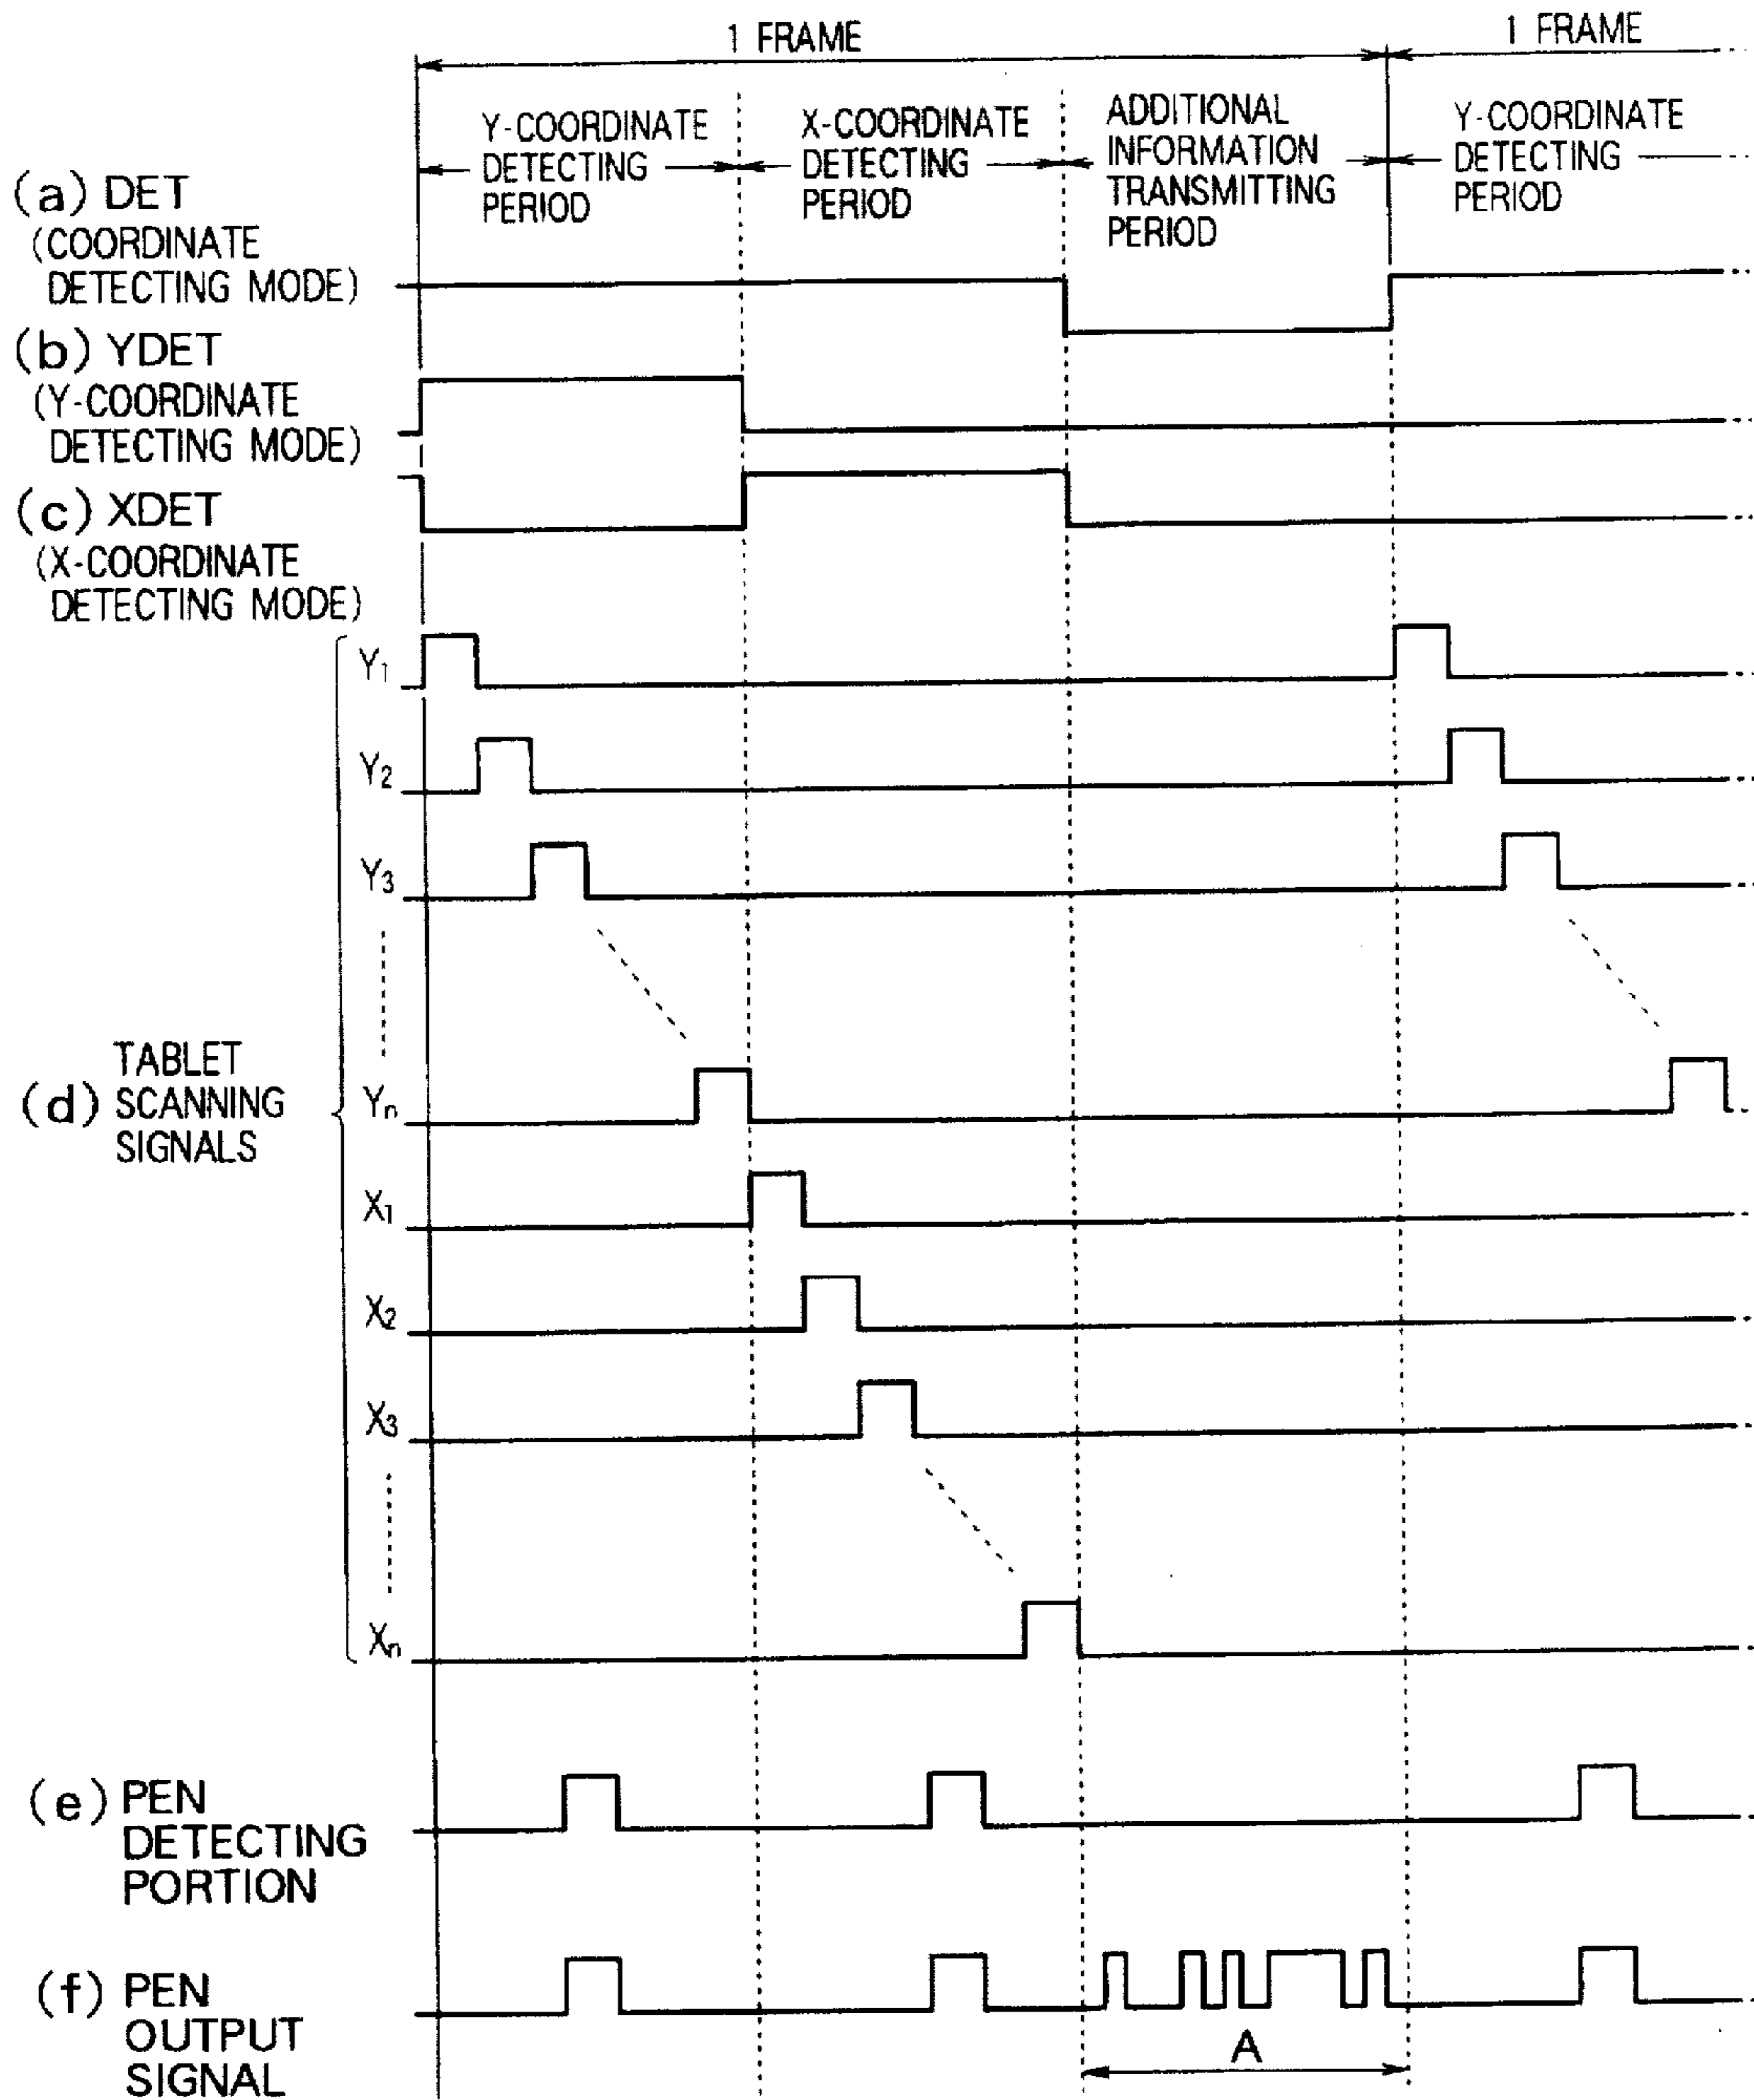 1 FRAME
1 FRAME
Y-COORDINATE
DETECTING
PERIOD
X-COORDINATE
DETECTING
PERIOD
ADDITIONAL
INFORMATION
TRANSMITTING
PERIOD
Y-COORDINATE
DETECTING
PERIOD
(a) DET
(COORDINATE
DETECTING MODE)
(b) YDET
(Y-COORDINATE
DETECTING MODE)
(c) XDET
(X-COORDINATE
DETECTING MODE)
(d) TABLET
SCANNING
SIGNALS
Y1
Y2
Y3
Yn
X1
X2
X3
Xn
(e) PEN
DETECTING
PORTION
(f) PEN
OUTPUT
SIGNAL
A